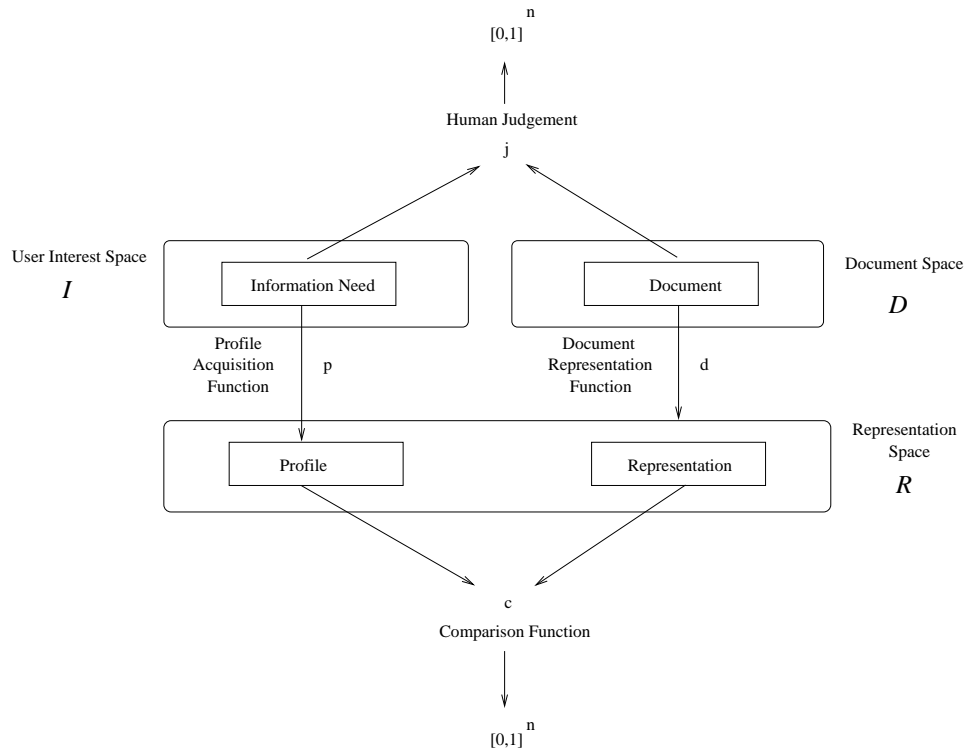 n
[0,1]
Human Judgement
j
User Interest Space
I
Information Need
Document
Document Space
D
Profile
Acquisition
Function
p
Document
Representation
Function
d
Representation
Space
R
Profile
Representation
c
Comparison Function
n
[0,1]